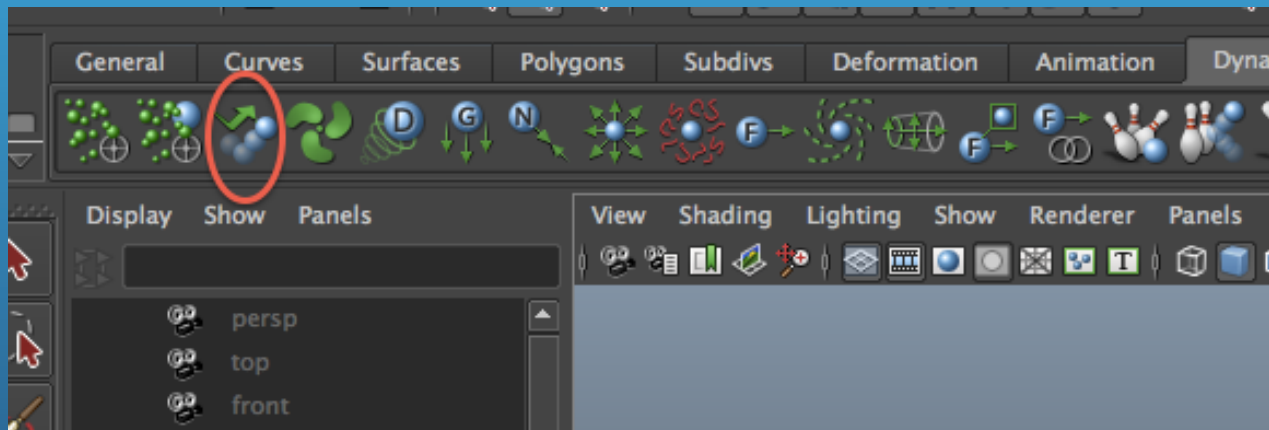 General Curves Surfaces Polygons Subdivs Deformation Animation Dyna
D G N F F F
Display Show Panels
View Shading Lighting Show Renderer Panels
T
persp
top
front